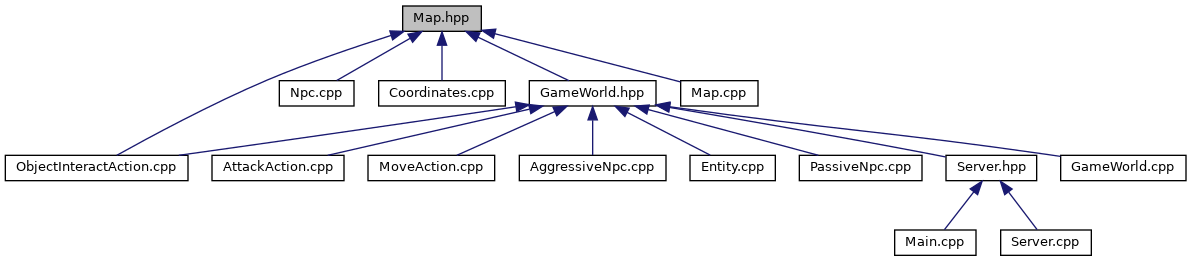 Map.hpp
Npc.cpp
Coordinates.cpp
GameWorld.hpp
Map.cpp
ObjectInteractAction.cpp
AttackAction.cpp
MoveAction.cpp
AggressiveNpc.cpp
Entity.cpp
PassiveNpc.cpp
Server.hpp
GameWorld.cpp
Main.cpp
Server.cpp